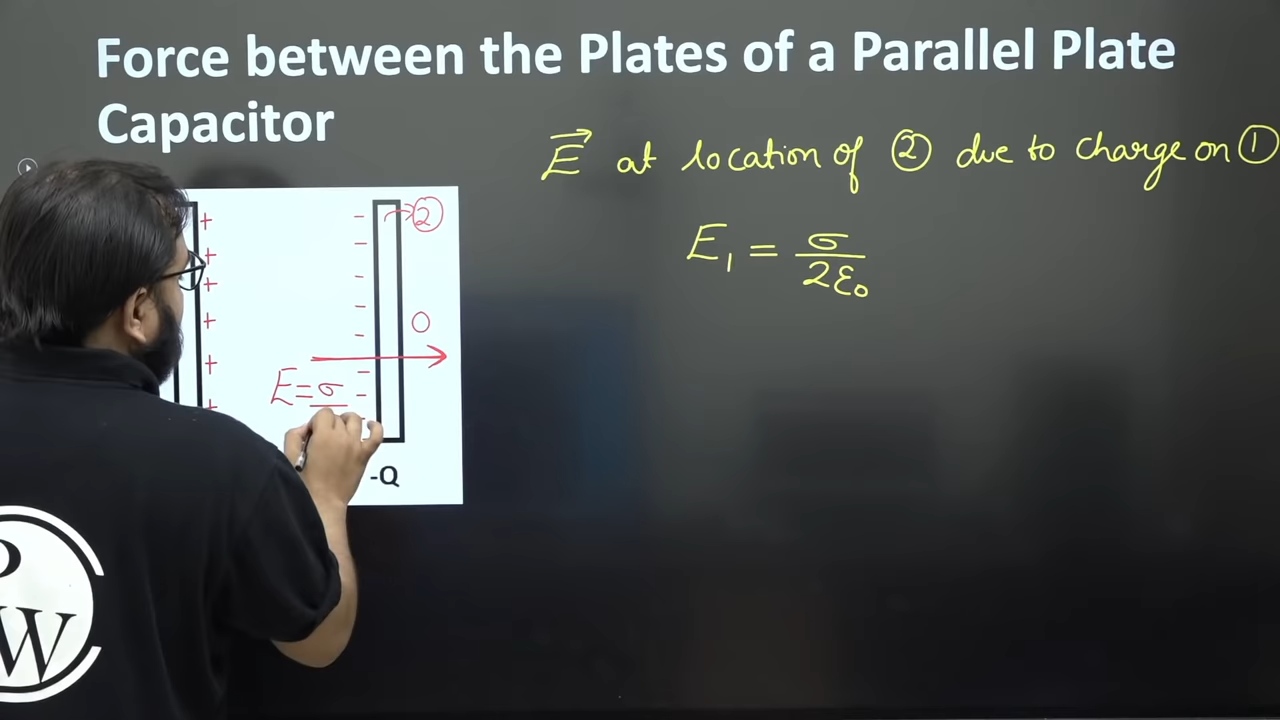 Force between the Plates of a Parallel Plate
Capacitor
E⃗ at location of ② due to charge on ①
E₁ = σ / 2ε₀
+ − ②
+ −
+ −
+ − 0
−
+ −
E = σ −
+
-Q
P
W